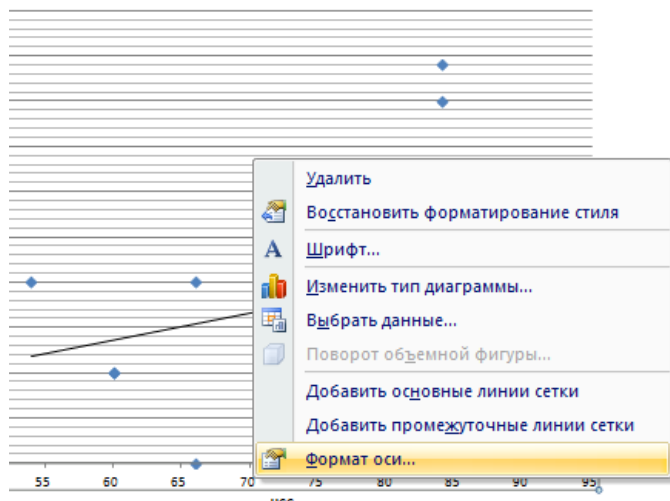 Удалить
Восстановить форматирование стиля
Шрифт...
Изменить тип диаграммы...
Выбрать данные...
Поворот объемной фигуры...
Добавить основные линии сетки
Добавить промежуточные линии сетки
Формат оси...
55 60 65 70 75 80 85 90 95